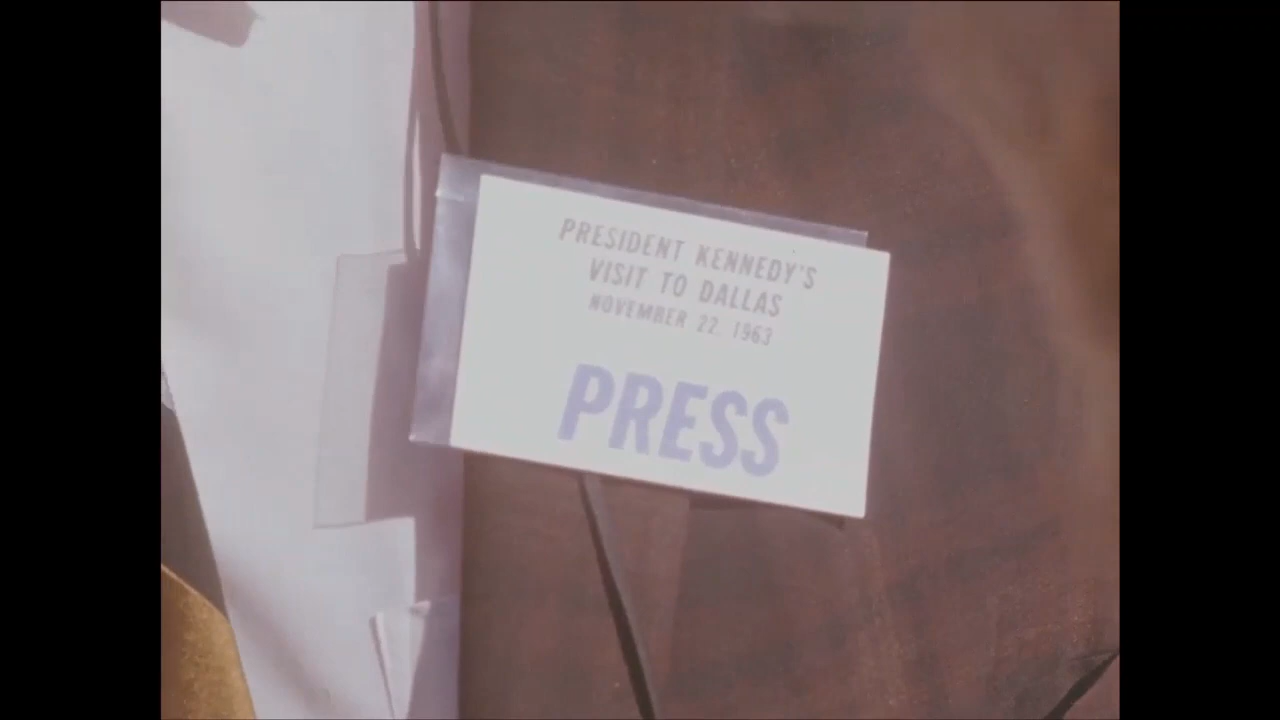 PRESIDENT KENNEDY'S
VISIT TO DALLAS
NOVEMBER 22, 1963
PRESS